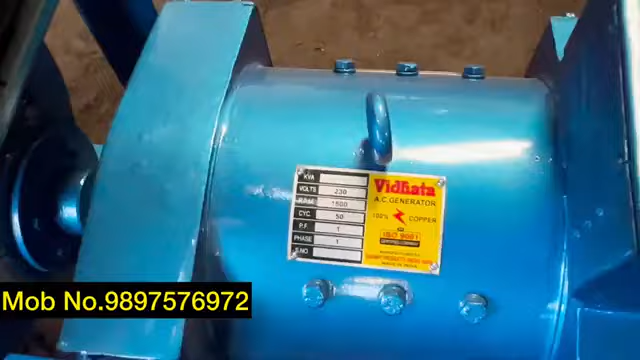 KVA
VOLTS 230
R.P.M. 1500
CYC. 50
P.F. 1
PHASE 1
S.NO
Vidhata
A.C. GENERATOR
100% COPPER
ISO 9001
Mob No.9897576972